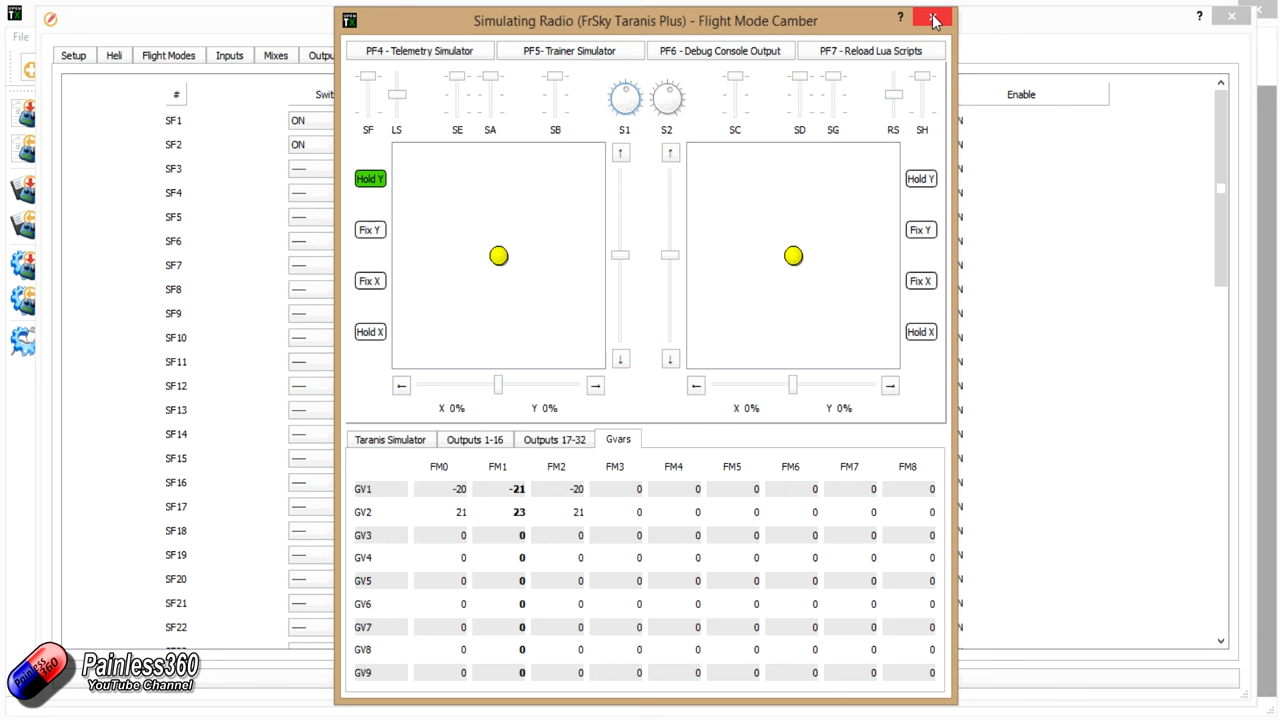 OPEN TX
Simulating Radio (FrSky Taranis Plus) - Flight Mode Camber
?
?
File
Setup Heli Flight Modes Inputs Mixes Outpu
PF4 - Telemetry Simulator PF5- Trainer Simulator PF6 - Debug Console Output PF7 - Reload Lua Scripts
# Swit Enable
SF LS SE SA SB S1 S2 SC SD SG RS SH
SF1 ON
SF2 ON
SF3 ----
SF4 ----
SF5 ----
SF6 ----
SF7 ----
SF8 ----
SF9 ----
SF10 ----
SF11 ----
SF12 ----
SF13 ----
SF14 ----
SF15 ----
SF16 ----
SF17 ----
SF18 ----
SF19 ----
SF20 ----
SF21 ----
SF22 ----
Hold Y Hold Y
Fix Y Fix Y
Fix X Fix X
Hold X Hold X
X 0% Y 0% X 0% Y 0%
Taranis Simulator Outputs 1-16 Outputs 17-32 Gvars
FM0 FM1 FM2 FM3 FM4 FM5 FM6 FM7 FM8
GV1 -20 -21 -20 0 0 0 0 0 0
GV2 21 23 21 0 0 0 0 0 0
GV3 0 0 0 0 0 0 0 0 0
GV4 0 0 0 0 0 0 0 0 0
GV5 0 0 0 0 0 0 0 0 0
GV6 0 0 0 0 0 0 0 0 0
GV7 0 0 0 0 0 0 0 0 0
GV8 0 0 0 0 0 0 0 0 0
GV9 0 0 0 0 0 0 0 0 0
Painless360
YouTube Channel